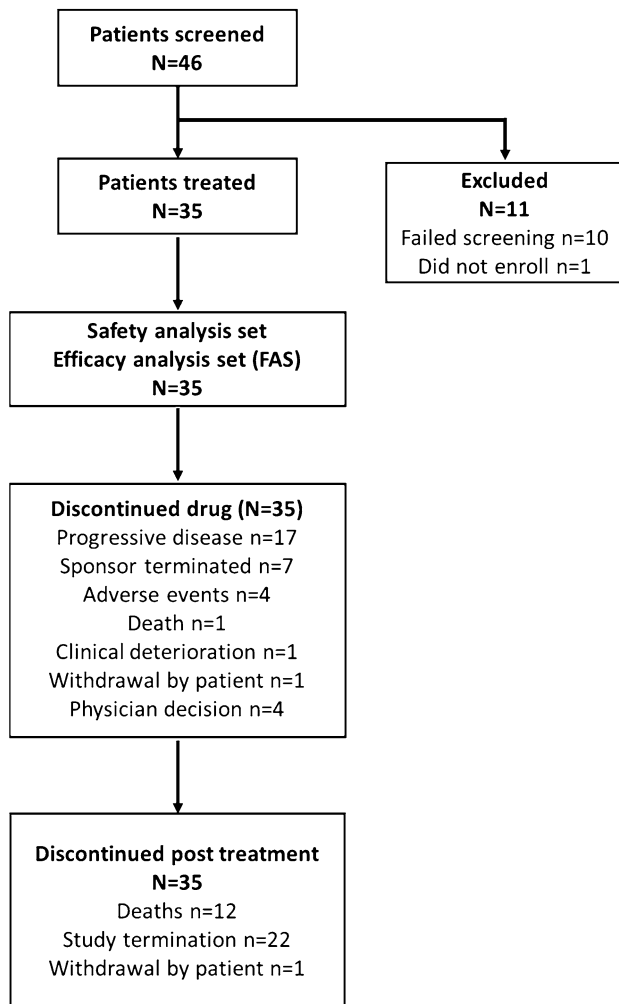 Patients screened
N=46
Patients treated
N=35
Excluded
N=11
Failed screening n=10
Did not enroll n=1
Safety analysis set
Efficacy analysis set (FAS)
N=35
Discontinued drug (N=35)
Progressive disease n=17
Sponsor terminated n=7
Adverse events n=4
Death n=1
Clinical deterioration n=1
Withdrawal by patient n=1
Physician decision n=4
Discontinued post treatment
N=35
Deaths n=12
Study termination n=22
Withdrawal by patient n=1